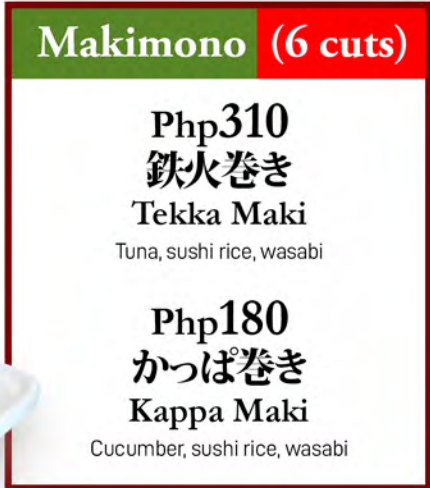 Makimono (6 cuts)
Php310
鉄火巻き
Tekka Maki
Tuna, sushi rice, wasabi
Php180
かっぱ巻き
Kappa Maki
Cucumber, sushi rice, wasabi